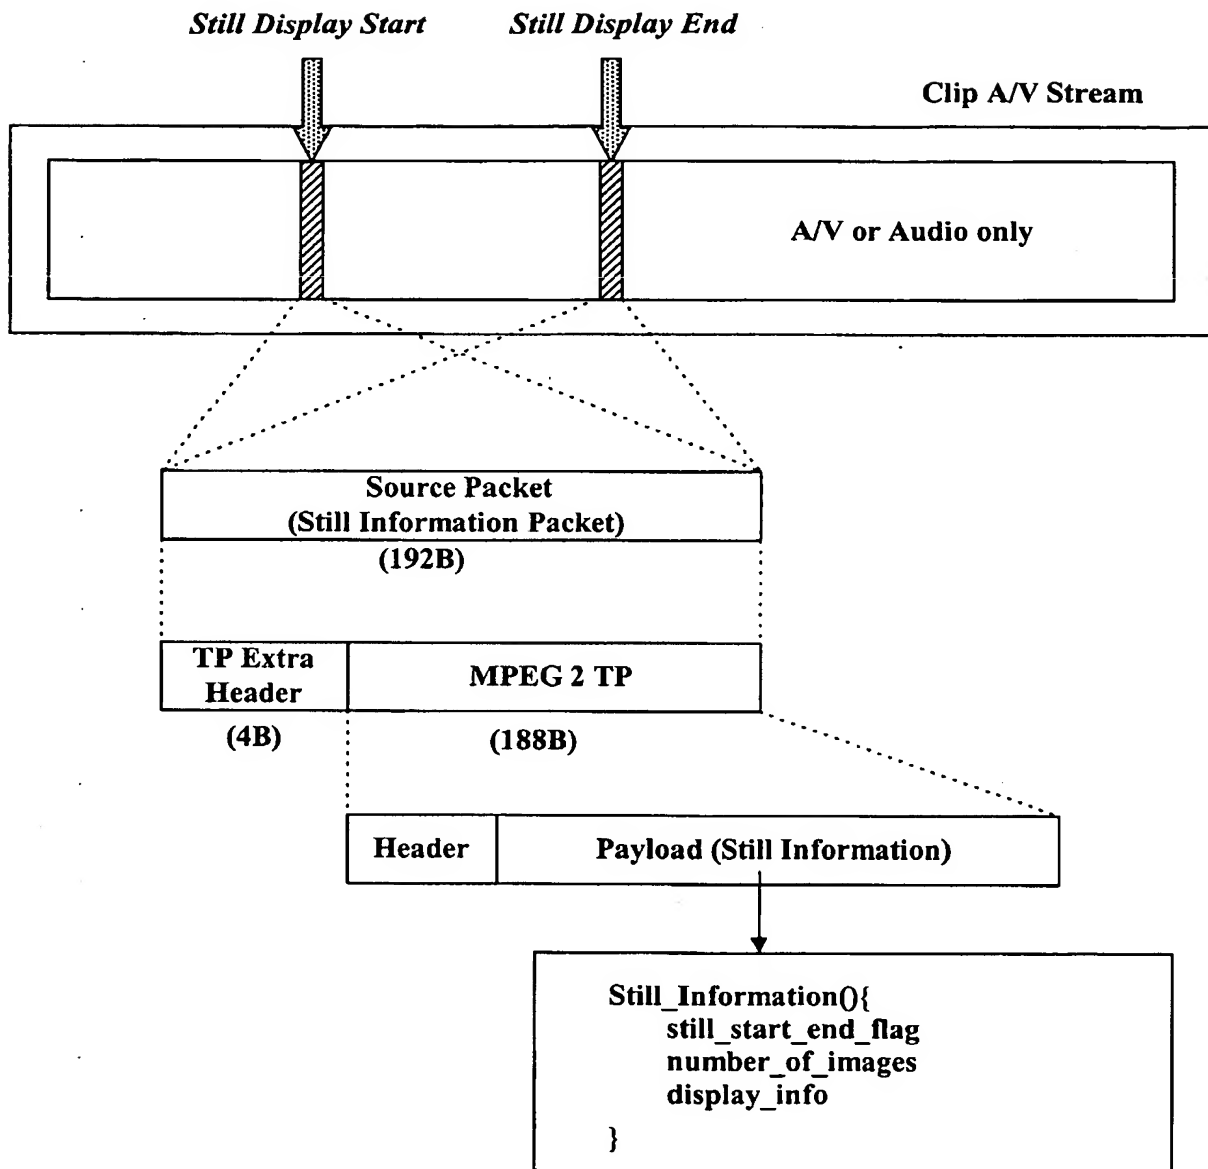 Still Display Start
Still Display End
Clip A/V Stream
A/V or Audio only
Source Packet
(Still Information Packet)
(192B)
TP Extra
Header
MPEG 2 TP
(4B)
(188B)
Header
Payload (Still Information)
Still_Information(){
still_start_end_flag
number_of_images
display_info
}